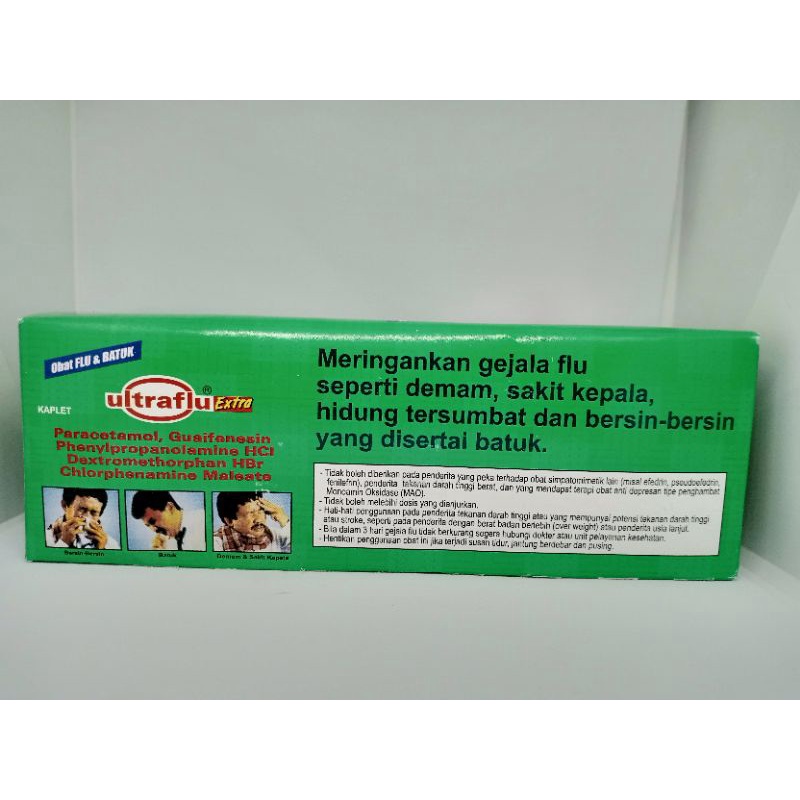 Obat FLU & BATUK
ultraflu® Extra
KAPLET
Paracetamol, Guaifenesin
Phenylpropanolamine HCl
Dextromethorphan HBr
Chlorphenamine Maleate
Bersin-Bersin
Batuk
Demam & Sakit Kepala
Meringankan gejala flu
seperti demam, sakit kepala,
hidung tersumbat dan bersin-bersin
yang disertai batuk.
- Tidak boleh diberikan pada penderita yang peka terhadap obat simpatomimetik lain (misal efedrin, pseudoefedrin,
fenilefrin), penderita tekanan darah tinggi berat, dan yang mendapat terapi obat anti depresan tipe penghambat
Monoamin Oksidase (MAO).
- Tidak boleh melebihi dosis yang dianjurkan.
- Hati-hati penggunaan pada penderita tekanan darah tinggi atau yang mempunyai potensi tekanan darah tinggi
atau stroke, seperti pada penderita dengan berat badan berlebih (over weight) atau penderita usia lanjut.
- Bila dalam 3 hari gejala flu tidak berkurang segera hubungi dokter atau unit pelayanan kesehatan.
- Hentikan penggunaan obat ini jika terjadi susah tidur, jantung berdebar dan pusing.